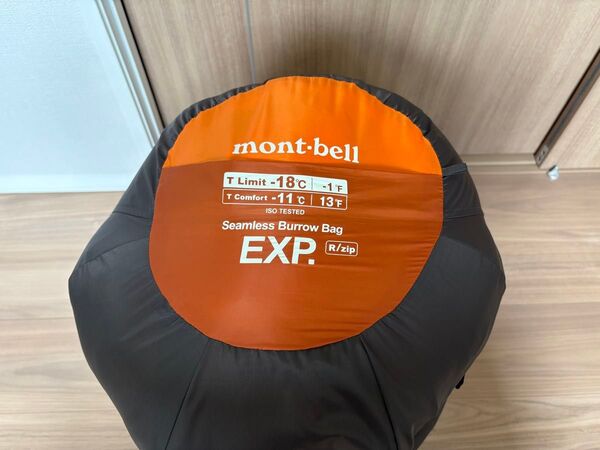 mont-bell
T Limit -18℃ -1°F
T Comfort -11℃ 13°F
ISO TESTED
Seamless Burrow Bag
EXP. R/zip